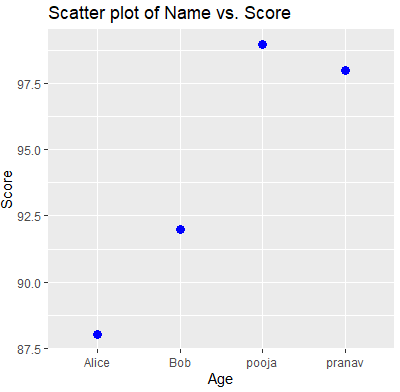 Scatter plot of Name vs. Score
97.5
95.0
92.5
90.0
87.5
Score
Alice Bob pooja pranav
Age